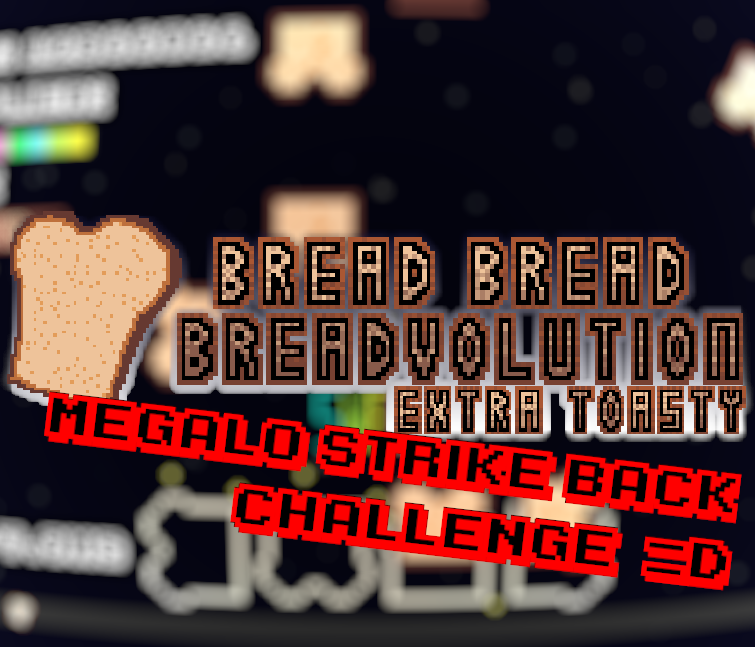 BREAD BREAD
BREADVOLUTION
EXTRA TOASTY
MEGALO STRIKE BACK
CHALLENGE =D